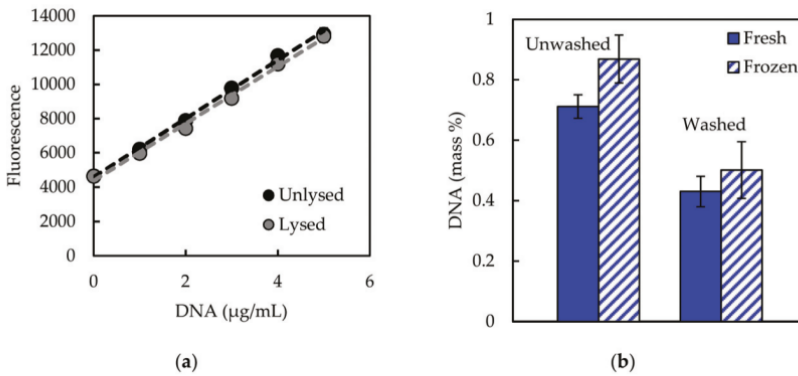 14000
12000
10000
8000
6000
4000
2000
0
Fluorescence
Unlysed
Lysed
0 2 4 6
DNA (µg/mL)
(a)
1
0.8
0.6
0.4
0.2
0
DNA (mass %)
Unwashed
Washed
Fresh
Frozen
(b)